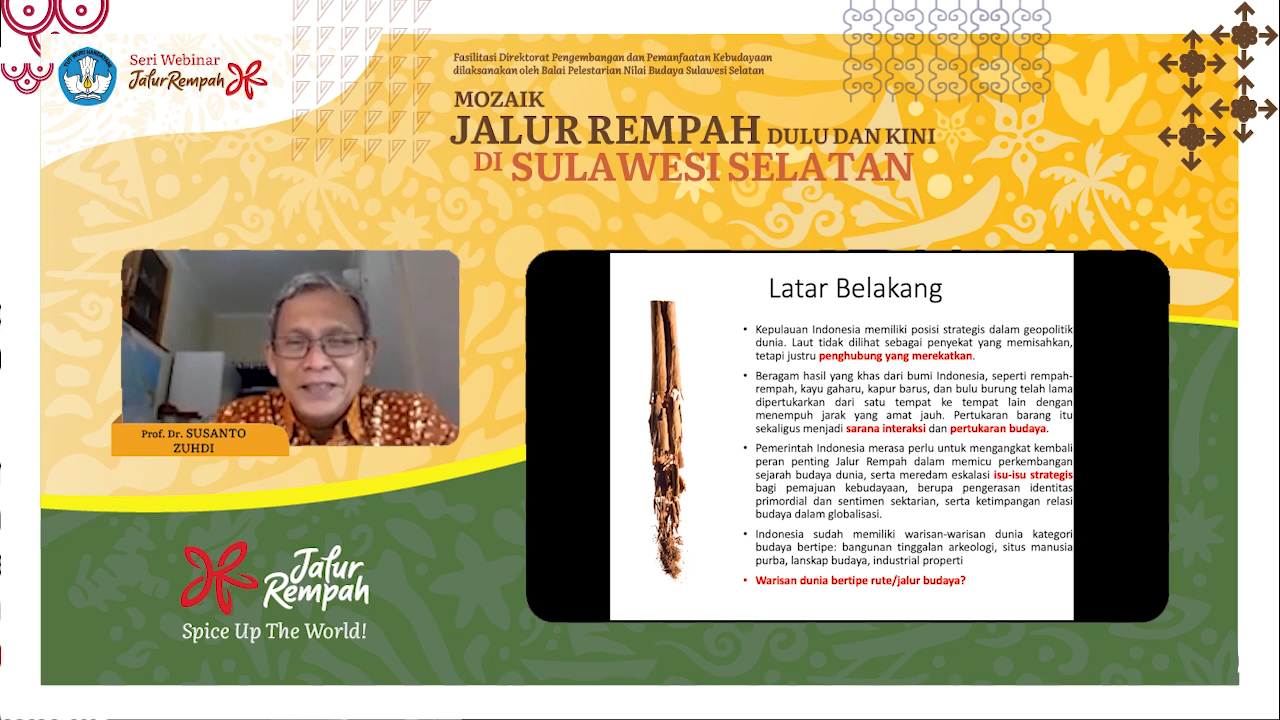 Seri Webinar
Jalur Rempah
Fasilitasi Direktorat Pengembangan dan Pemanfaatan Kebudayaan
dilaksanakan oleh Balai Pelestarian Nilai Budaya Sulawesi Selatan
MOZAIK
JALUR REMPAH DULU DAN KINI
DI SULAWESI SELATAN
Prof. Dr. SUSANTO
ZUHDI
Jalur
Rempah
Spice Up The World!
Latar Belakang
• Kepulauan Indonesia memiliki posisi strategis dalam geopolitik
dunia. Laut tidak dilihat sebagai penyekat yang memisahkan,
tetapi justru penghubung yang merekatkan.
• Beragam hasil yang khas dari bumi Indonesia, seperti rempah-
rempah, kayu gaharu, kapur barus, dan bulu burung telah lama
dipertukarkan dari satu tempat ke tempat lain dengan
menempuh jarak yang amat jauh. Pertukaran barang itu
sekaligus menjadi sarana interaksi dan pertukaran budaya.
• Pemerintah Indonesia merasa perlu untuk mengangkat kembali
peran penting Jalur Rempah dalam memicu perkembangan
sejarah budaya dunia, serta meredam eskalasi isu-isu strategis
bagi pemajuan kebudayaan, berupa pengerasan identitas
primordial dan sentimen sektarian, serta ketimpangan relasi
budaya dalam globalisasi.
• Indonesia sudah memiliki warisan-warisan dunia kategori
budaya bertipe: bangunan tinggalan arkeologi, situs manusia
purba, lanskap budaya, industrial properti
• Warisan dunia bertipe rute/jalur budaya?